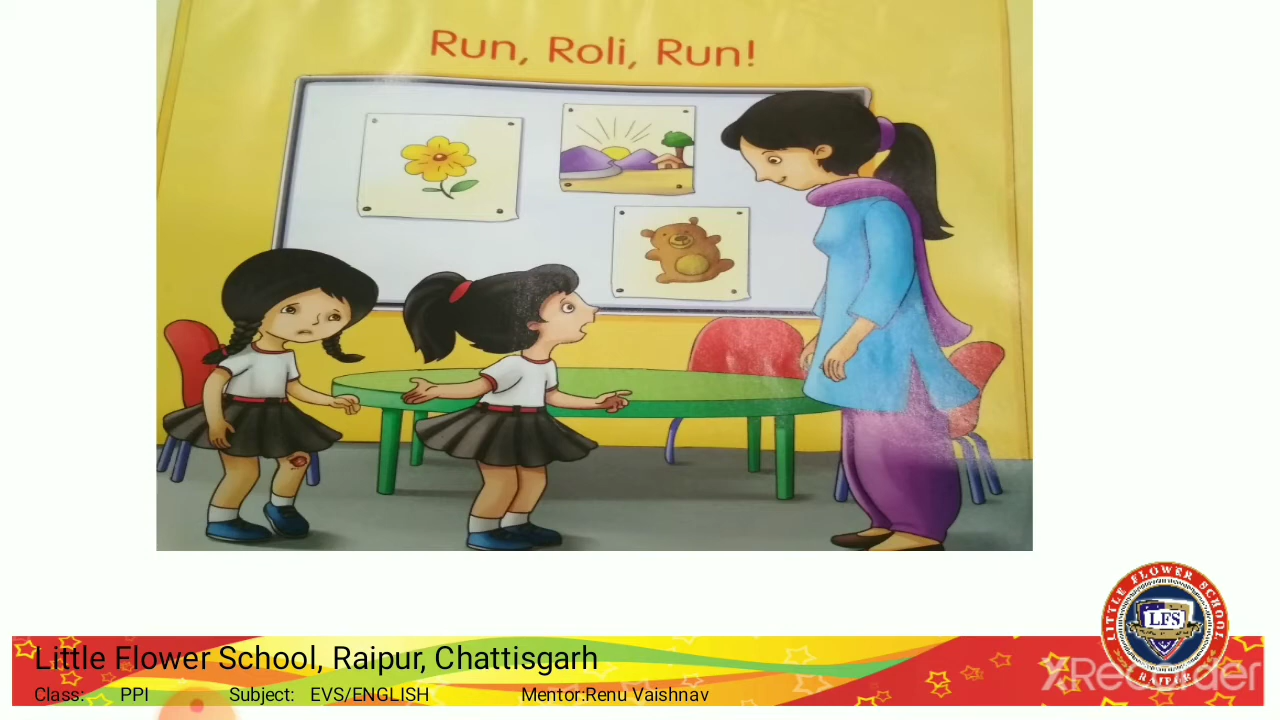 Run, Roli, Run!
LITTLE FLOWER SCHOOL
LFS
RAIPUR
Little Flower School, Raipur, Chattisgarh
XRecorder
Class: PPI Subject: EVS/ENGLISH Mentor:Renu Vaishnav